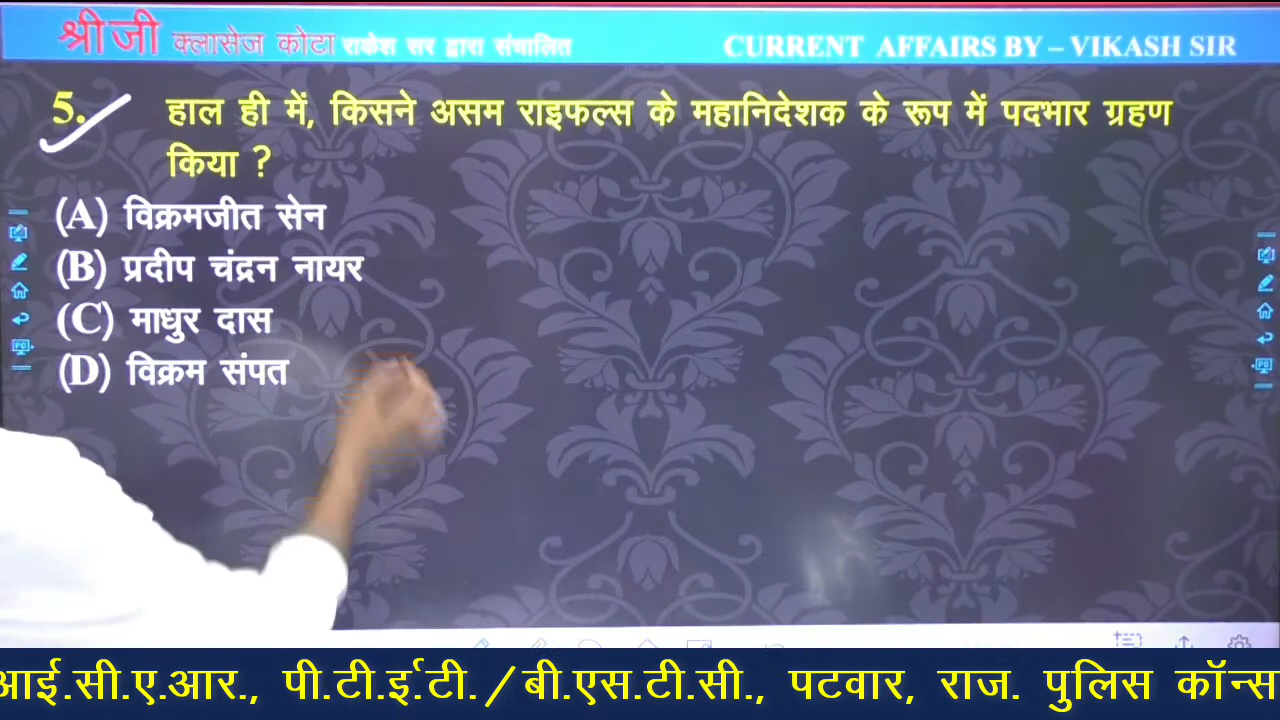 श्रीजी क्लासेज कोटा राकेश सर द्वारा संचालित CURRENT AFFAIRS BY – VIKASH SIR
5. हाल ही में, किसने असम राइफल्स के महानिदेशक के रूप में पदभार ग्रहण
किया ?
(A) विक्रमजीत सेन
(B) प्रदीप चंद्रन नायर
(C) माधुर दास
(D) विक्रम संपत
आई.सी.ए.आर., पी.टी.ई.टी./बी.एस.टी.सी., पटवार, राज. पुलिस कॉन्स